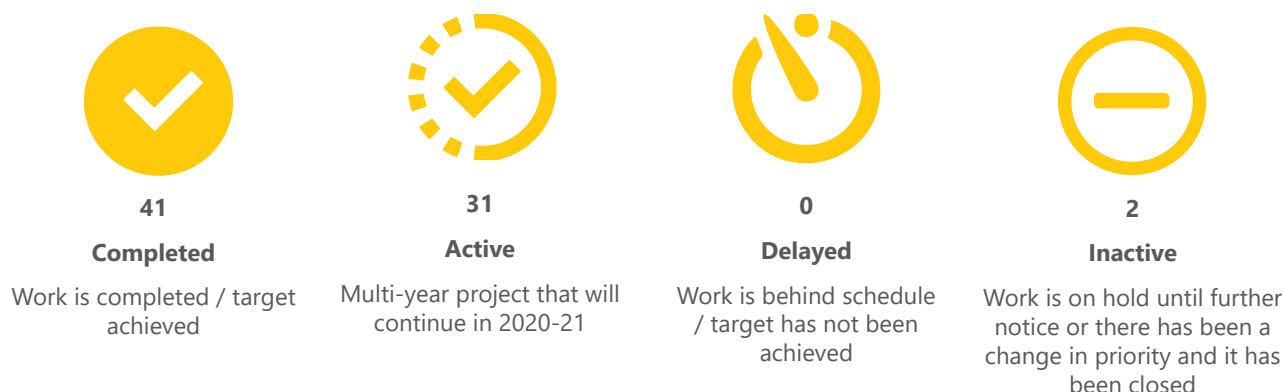 41
Completed
Work is completed / target
achieved
31
Active
Multi-year project that will
continue in 2020-21
0
Delayed
Work is behind schedule
/ target has not been
achieved
2
Inactive
Work is on hold until further
notice or there has been a
change in priority and it has
been closed